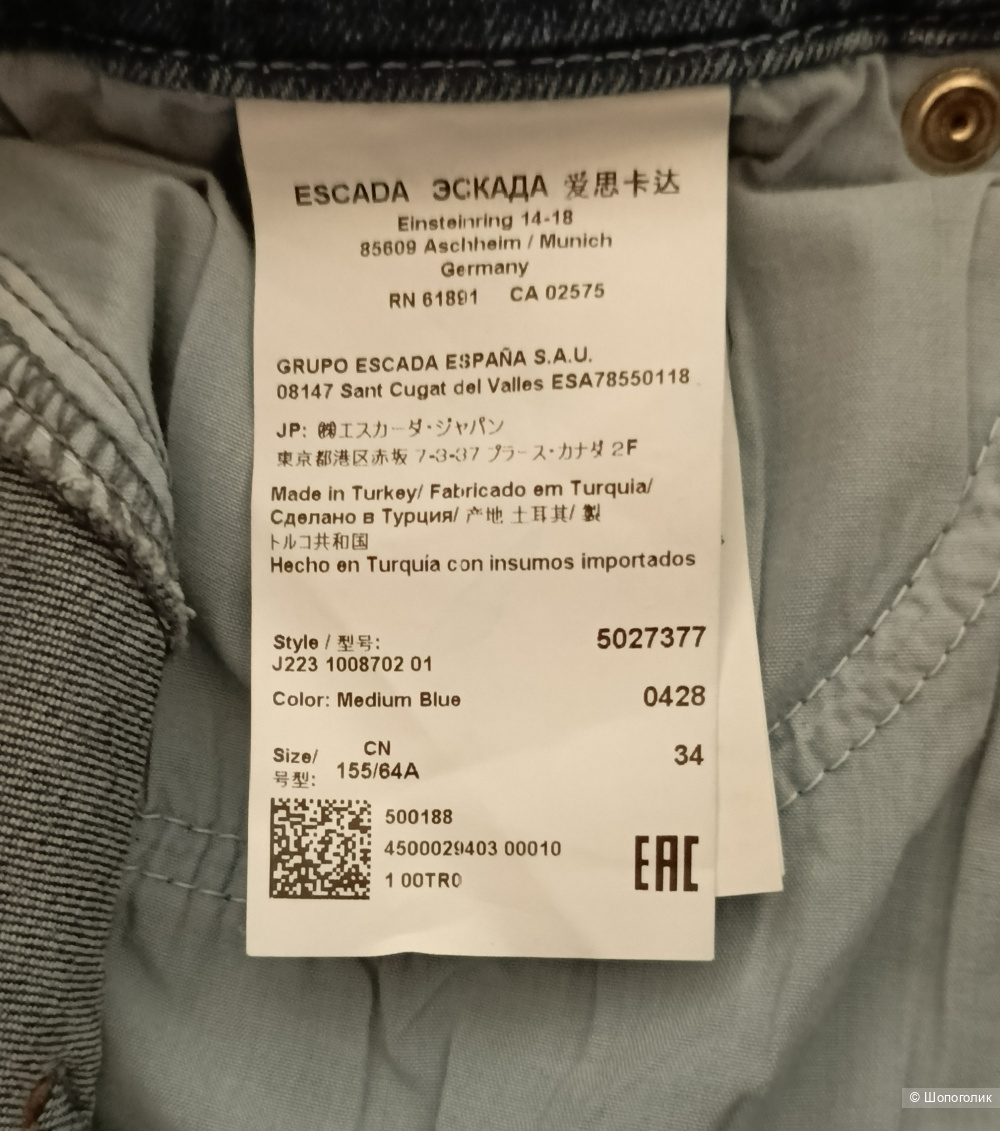 ESCADA ЭСКАДА 爱思卡达
Einsteinring 14-18
85609 Aschheim / Munich
Germany
RN 61891 CA 02575
GRUPO ESCADA ESPAÑA S.A.U.
08147 Sant Cugat del Valles ESA78550118
JP: ㈱エスカーダ・ジャパン
東京都港区赤坂 7-3-37 プラース・カナダ 2F
Made in Turkey/ Fabricado em Turquia/
Сделано в Турция/ 产地 土耳其/ 製
トルコ共和国
Hecho en Turquía con insumos importados
Style / 型号: 5027377
J223 1008702 01
Color: Medium Blue 0428
Size/ CN 34
号型: 155/64A
500188
4500029403 00010
1 00TR0
EAC
© Шопоголик